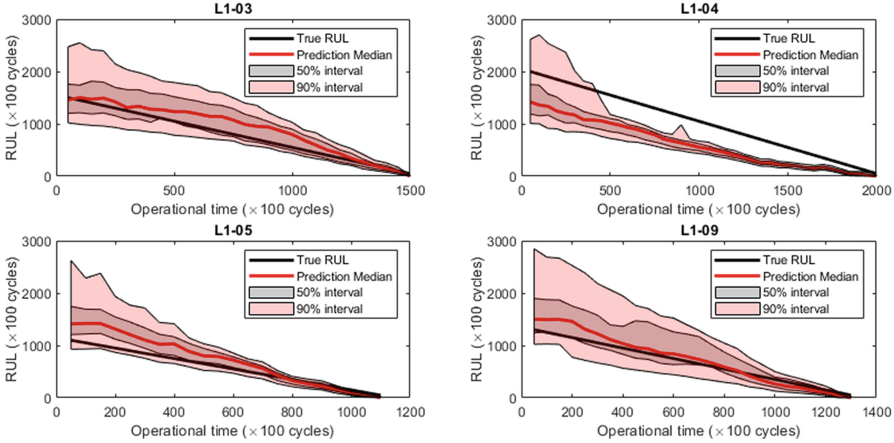 L1-03
3000
2000
1000
0
RUL (×100 cycles)
True RUL
Prediction Median
50% interval
90% interval
0 500 1000 1500
Operational time (×100 cycles)
L1-04
3000
2000
1000
0
RUL (×100 cycles)
True RUL
Prediction Median
50% interval
90% interval
0 500 1000 1500 2000
Operational time (×100 cycles)
L1-05
3000
2000
1000
0
RUL (×100 cycles)
True RUL
Prediction Median
50% interval
90% interval
0 200 400 600 800 1000 1200
Operational time (×100 cycles)
L1-09
3000
2000
1000
0
RUL (×100 cycles)
True RUL
Prediction Median
50% interval
90% interval
0 200 400 600 800 1000 1200 1400
Operational time (×100 cycles)